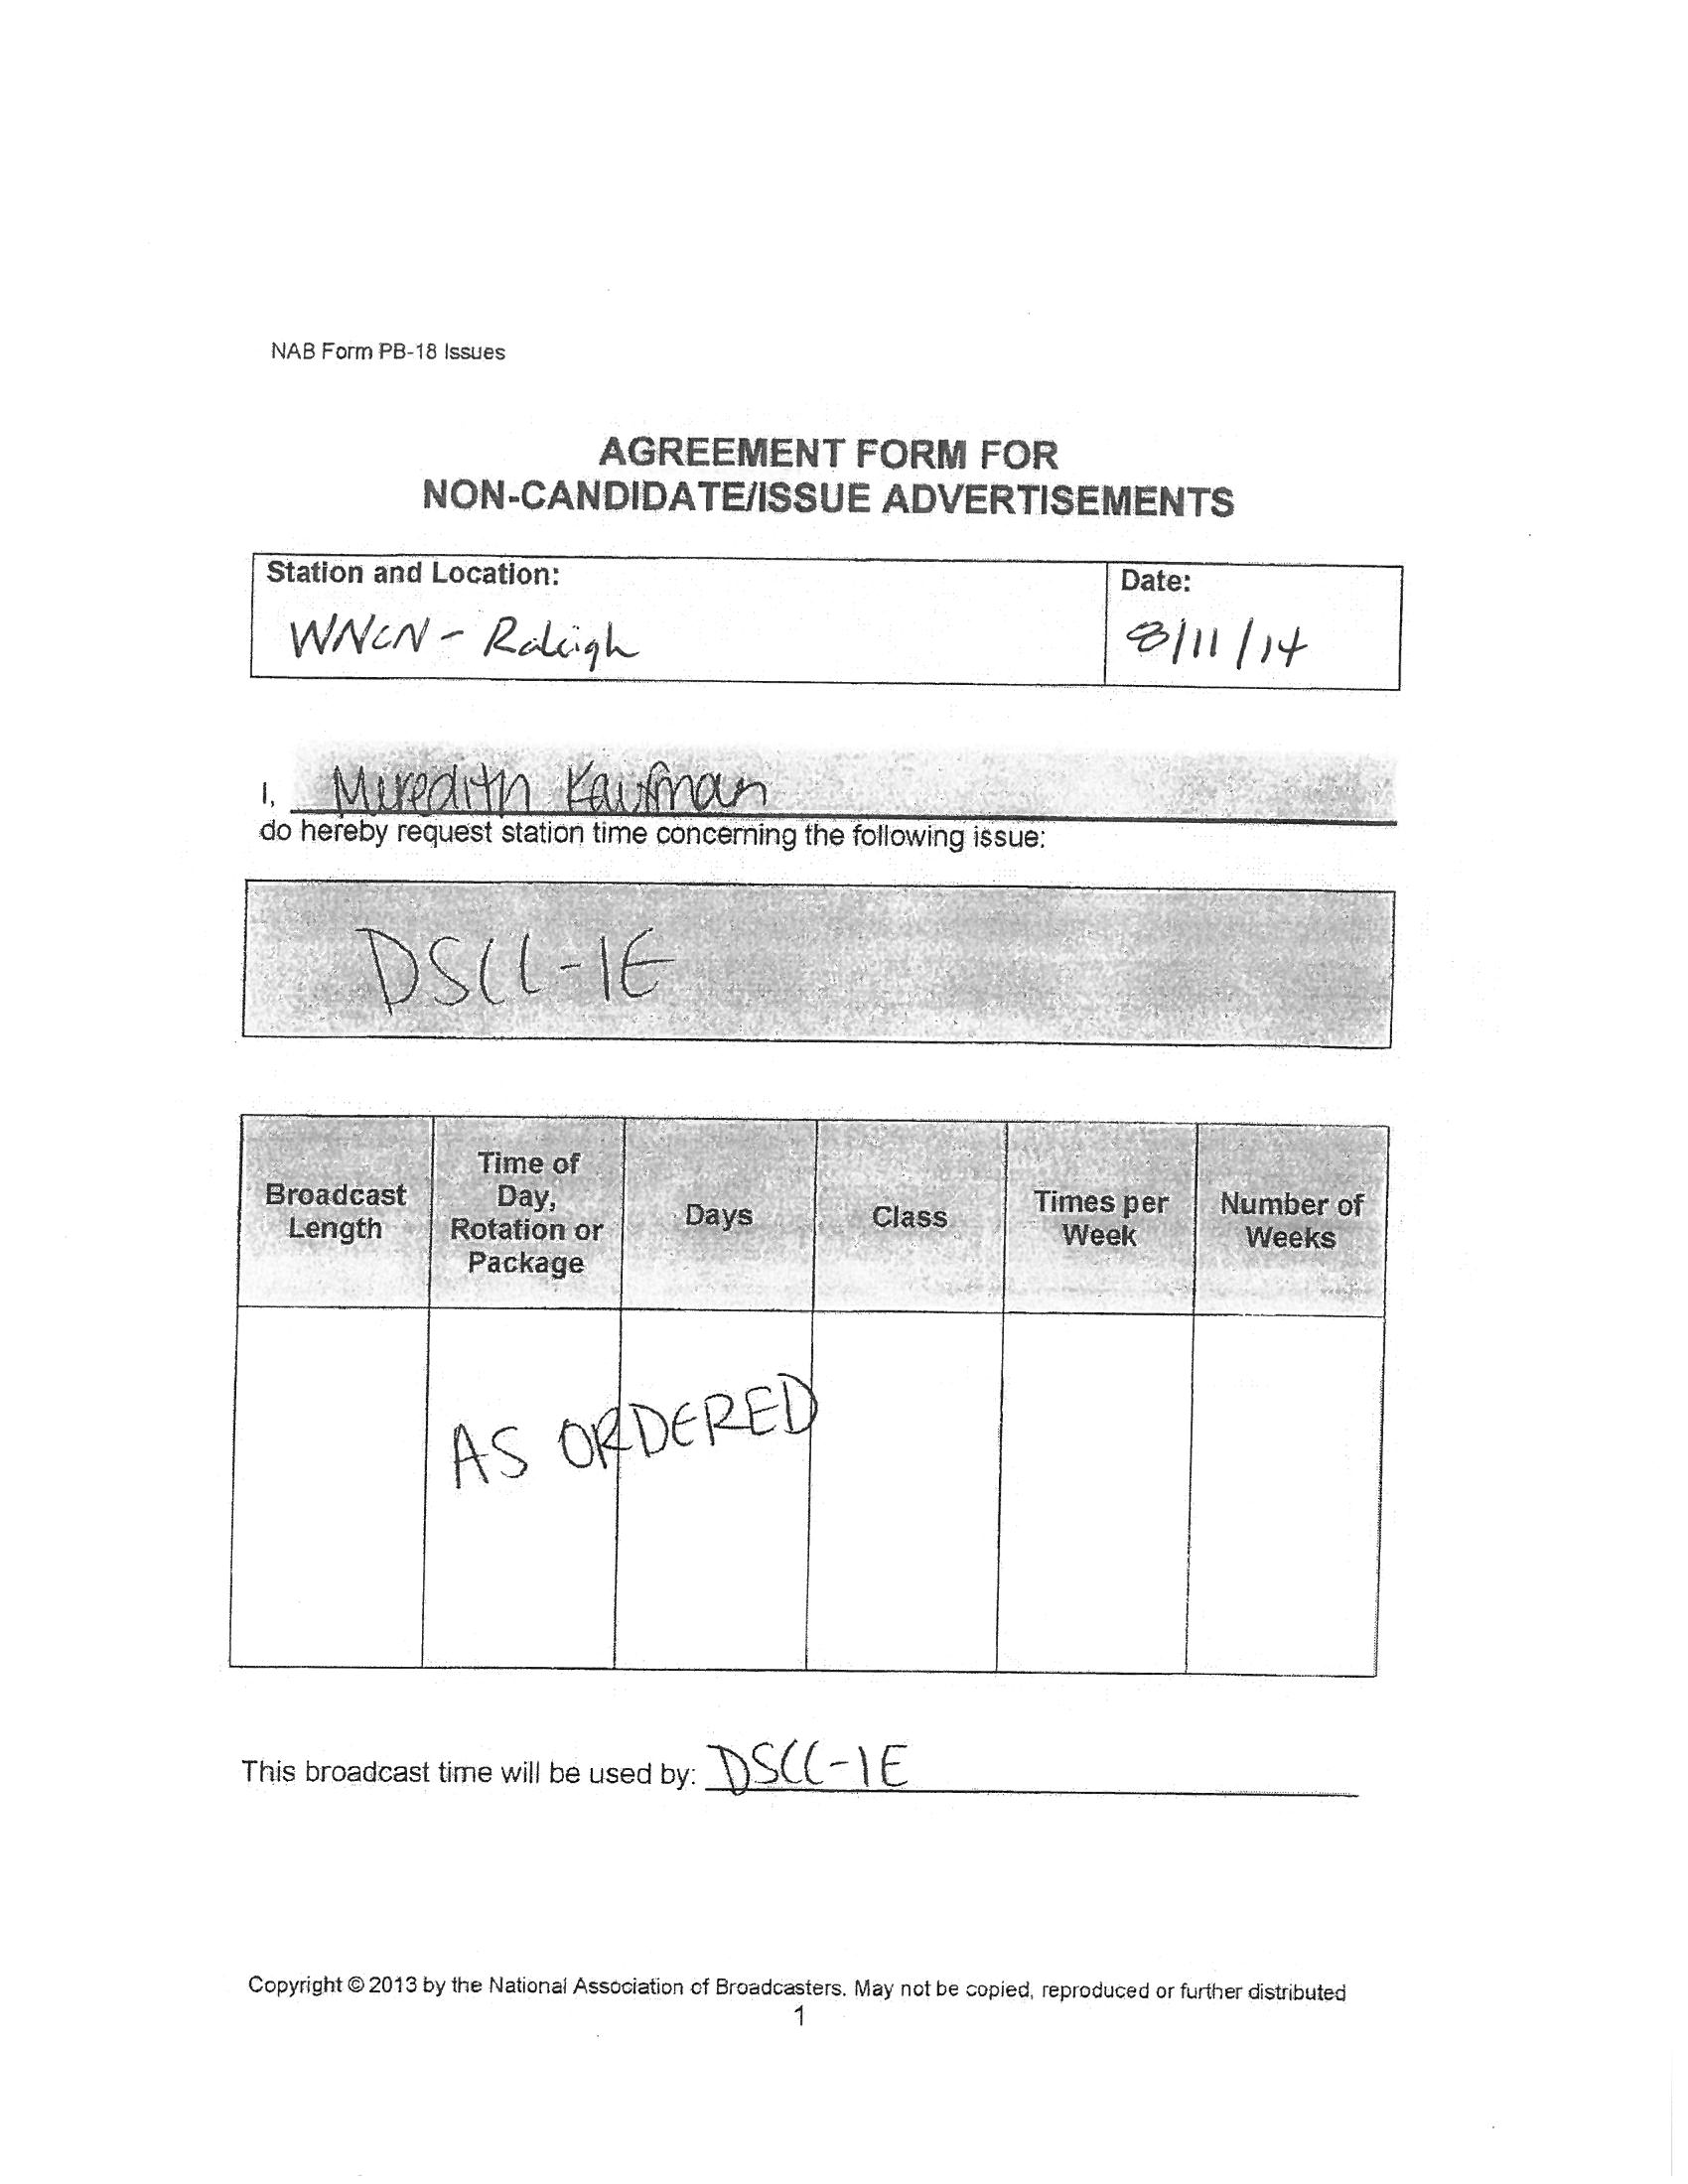 NAB Form PB-18 Issues
AGREEMENT FORM FOR
NON-CANDIDATE/ISSUE ADVERTISEMENTS
Station and Location:
Date:
WNCN - Raleigh
8/11/14
I, Meredith Kaufman
do hereby request station time concerning the following issue:
DSCC-IE
Broadcast Length
Time of Day, Rotation or Package
Days
Class
Times per Week
Number of Weeks
AS ORDERED
This broadcast time will be used by: DSCC-IE
Copyright © 2013 by the National Association of Broadcasters. May not be copied, reproduced or further distributed
1